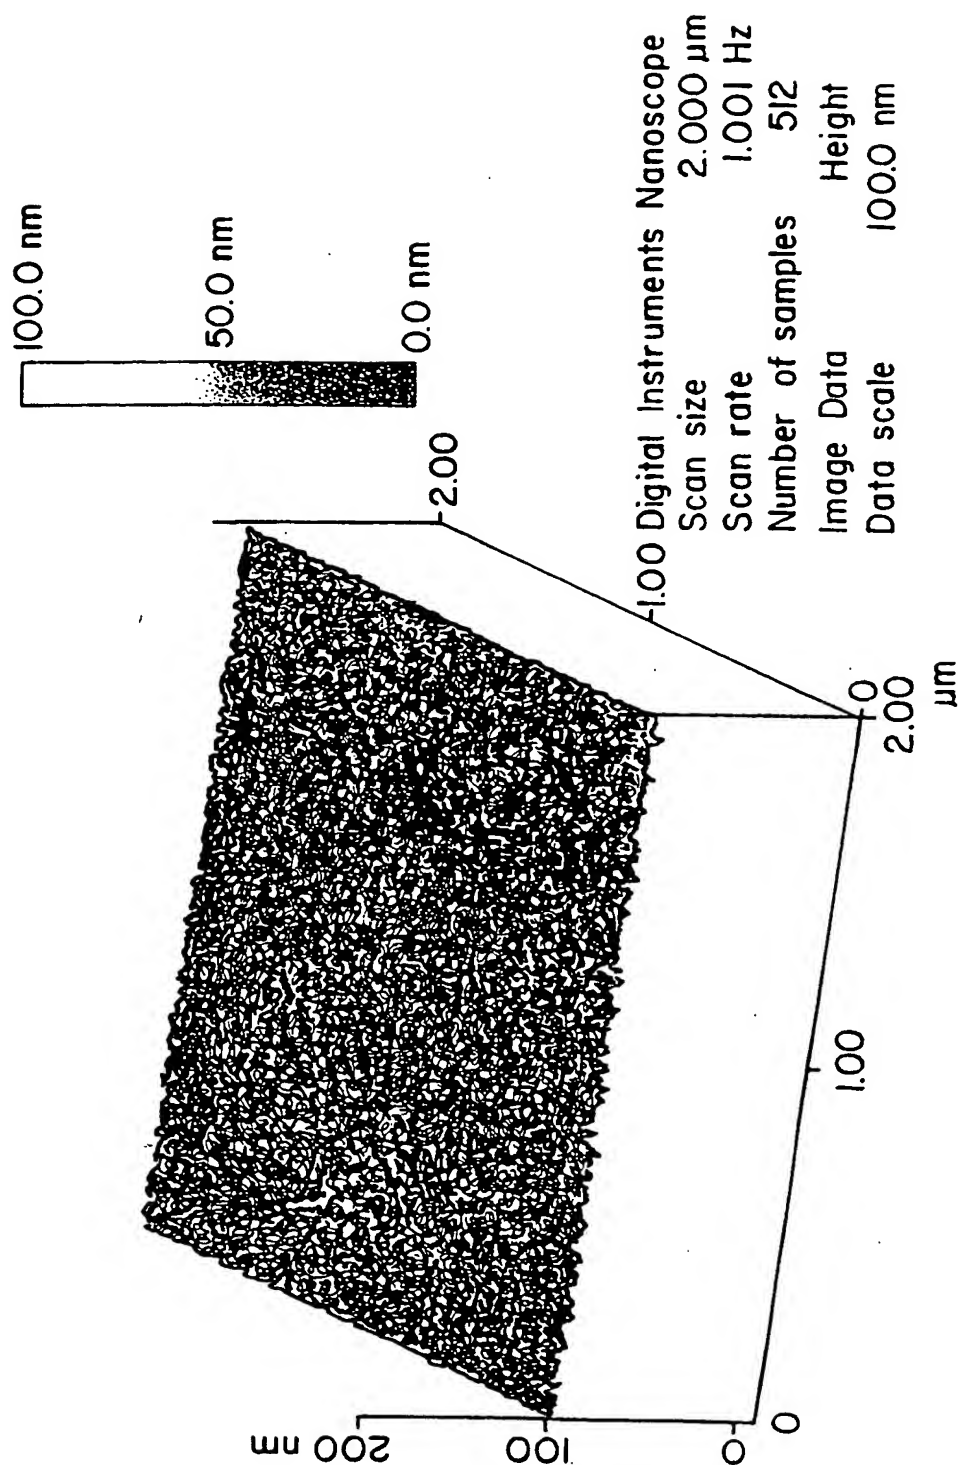 100.0 nm
50.0 nm
0.0 nm
2.00
1.00
0
2.00
μm
1.00
0
200 nm
100
0
Digital Instruments Nanoscope
Scan size 2.000 μm
Scan rate 1.001 Hz
Number of samples 512
Image Data Height
Data scale 100.0 nm